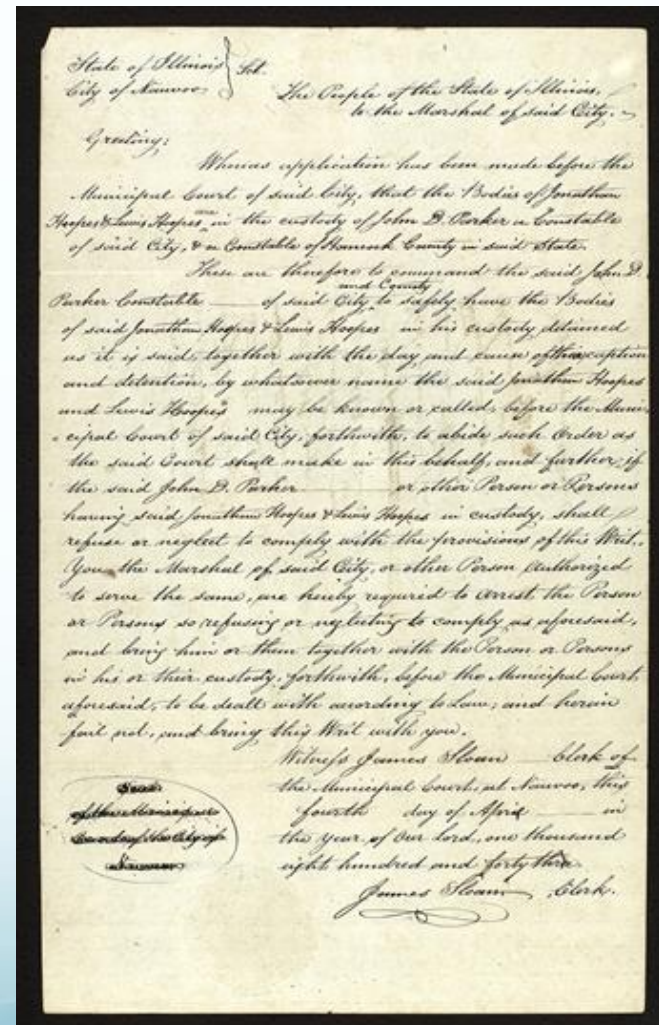 State of Illinois } Sct.
City of Nauvoo
The People of the State of Illinois,
to the Marshal of said City.
Greeting:
Whereas application has been made before the
Municipal Court of said City, that the Bodies of Jonathan
Hoopes & Lewis Hoopes are in the custody of John D. Parker a Constable
of said City, & a Constable of Hancock County in said State.
These are therefore to command the said John D.
Parker Constable of said City and County to safely have the Bodies
of said Jonathan Hoopes & Lewis Hoopes in his custody detained
as it is said, together with the day and cause of their caption
and detention, by whatsoever name the said Jonathan Hoopes
and Lewis Hoopes may be known or called, before the Muni-
cipal Court of said City, forthwith, to abide such Order as
the said Court shall make in this behalf, and further, if
the said John D. Parker or other Person or Persons
having said Jonathan Hoopes & Lewis Hoopes in custody, shall
refuse or neglect to comply with the provisions of this Writ,
You, the Marshal of said City, or other Person Authorized
to serve the same, are hereby required to arrest the Person
or Persons so refusing or neglecting to comply as aforesaid,
and bring him or them together with the Person or Persons
in his or their custody, forthwith, before the Municipal Court,
aforesaid, to be dealt with according to Law; and herein
fail not, and bring this Writ with you.
Witness James Sloan Clerk of
the Municipal Court, at Nauvoo, this
fourth day of April in
the year of Our Lord, one thousand
eight hundred and forty three.
James Sloan, Clerk.
Seal
of the Municipal
Court of the City of
Nauvoo